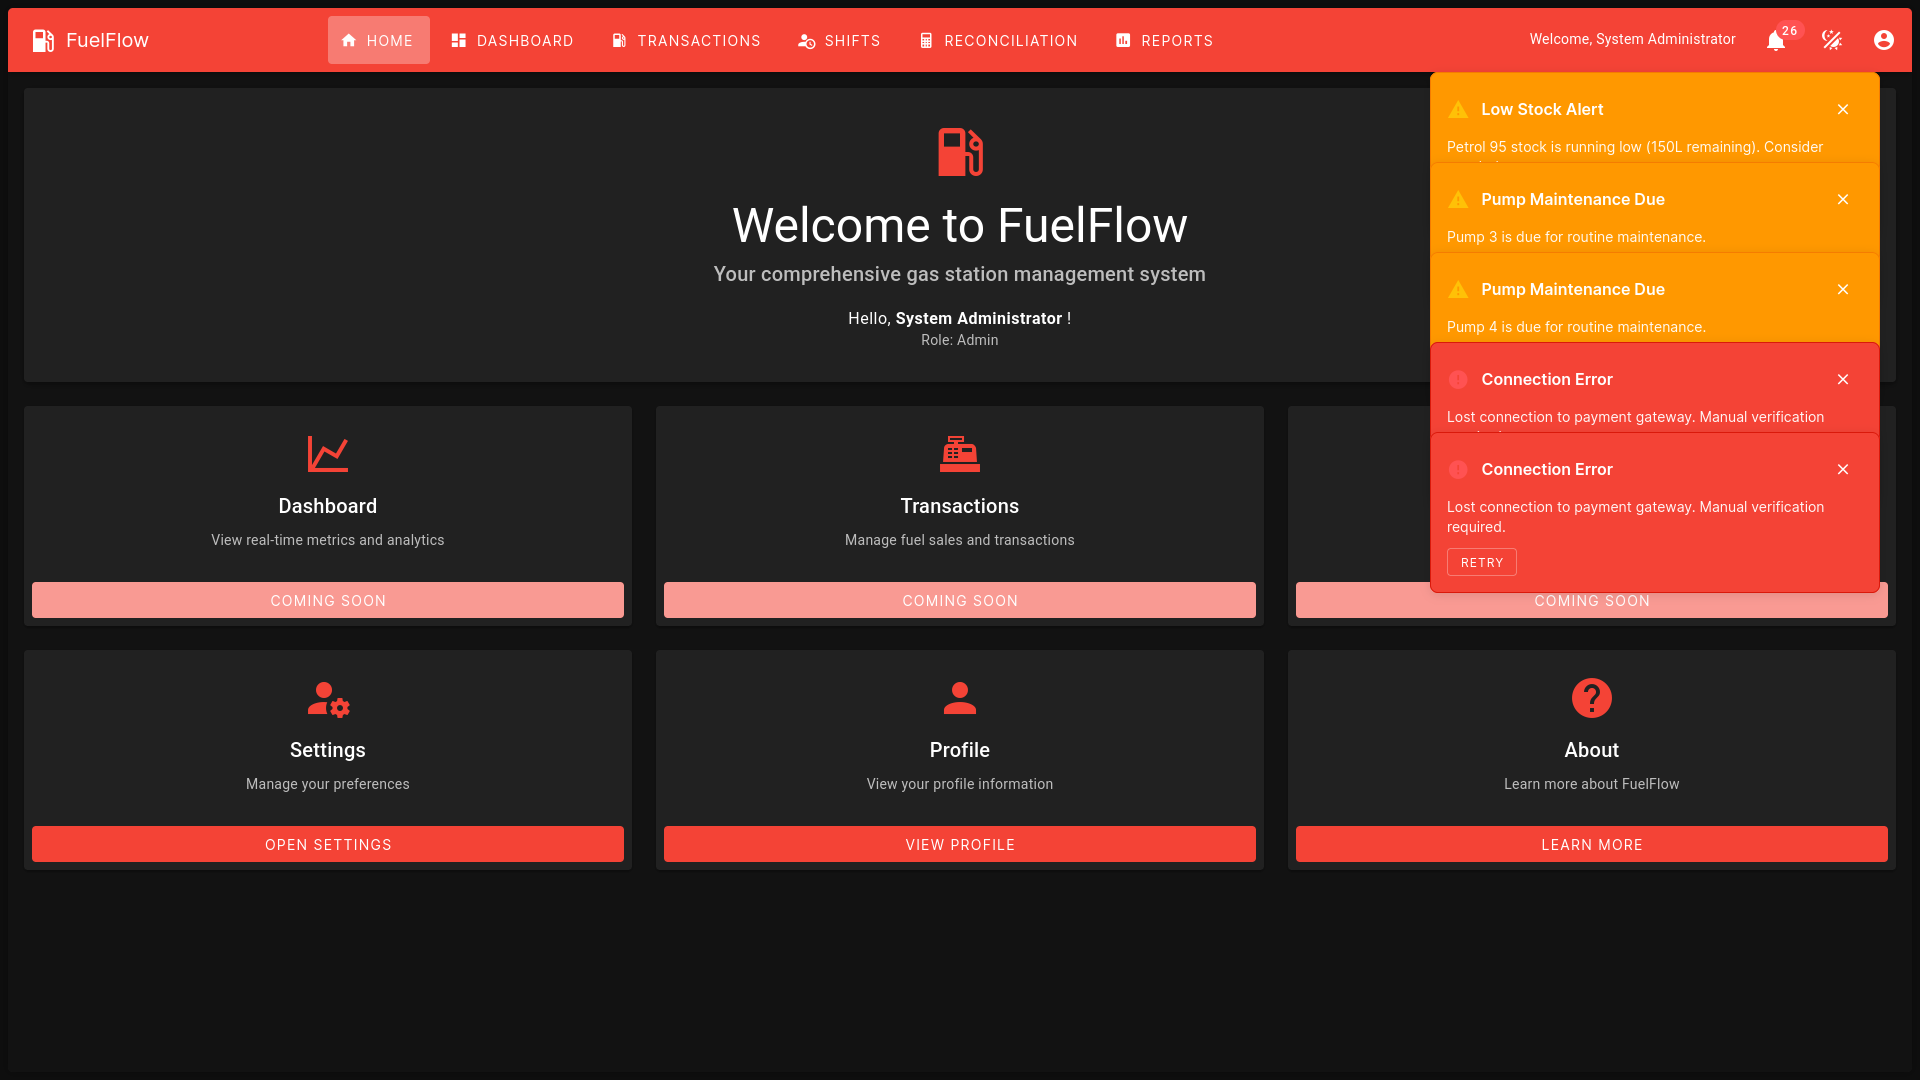 FuelFlow
HOME
DASHBOARD
TRANSACTIONS
SHIFTS
RECONCILIATION
REPORTS
Welcome, System Administrator
26
Welcome to FuelFlow
Your comprehensive gas station management system
Hello, System Administrator !
Role: Admin
Low Stock Alert
Petrol 95 stock is running low (150L remaining). Consider
Pump Maintenance Due
Pump 3 is due for routine maintenance.
Pump Maintenance Due
Pump 4 is due for routine maintenance.
Connection Error
Lost connection to payment gateway. Manual verification
Connection Error
Lost connection to payment gateway. Manual verification
required.
RETRY
Dashboard
View real-time metrics and analytics
COMING SOON
Transactions
Manage fuel sales and transactions
COMING SOON
COMING SOON
Settings
Manage your preferences
OPEN SETTINGS
Profile
View your profile information
VIEW PROFILE
About
Learn more about FuelFlow
LEARN MORE